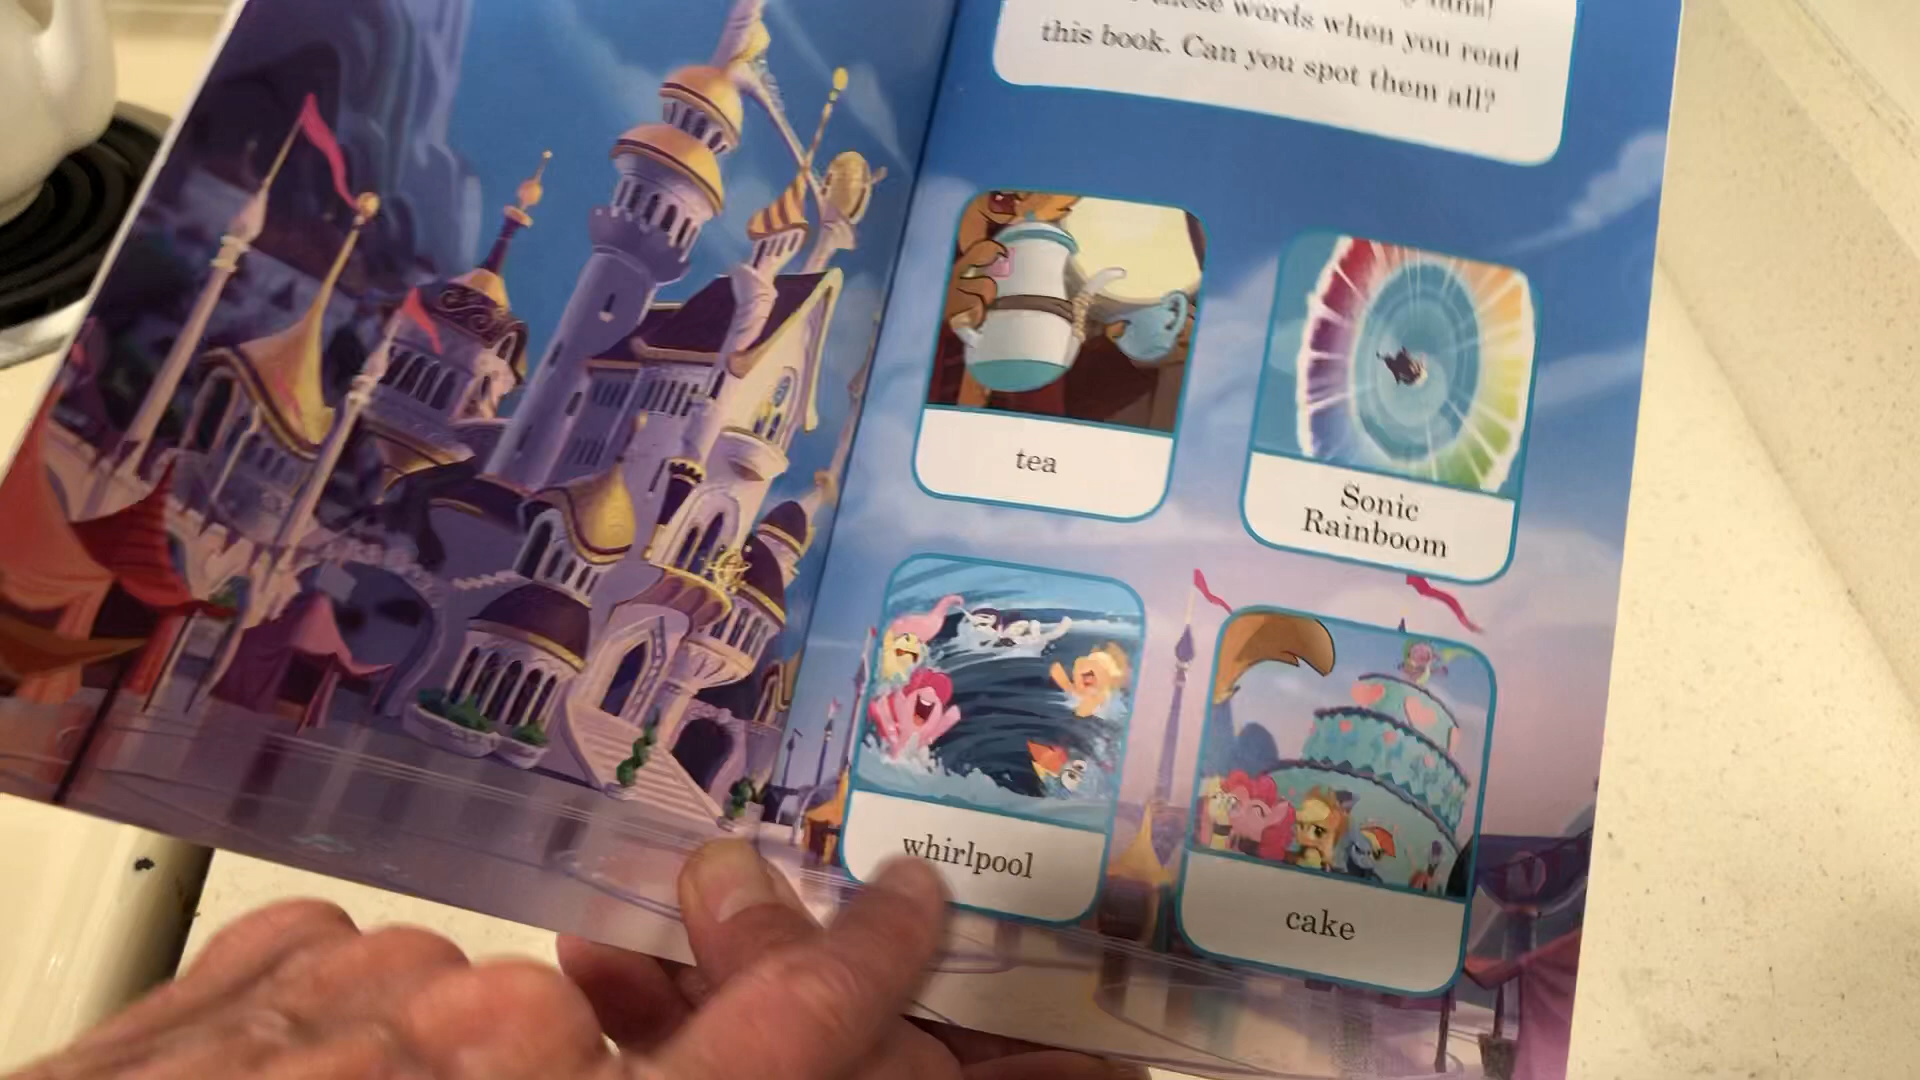 these words when you read
this book. Can you spot them all?
tea
Sonic
Rainboom
whirlpool
cake